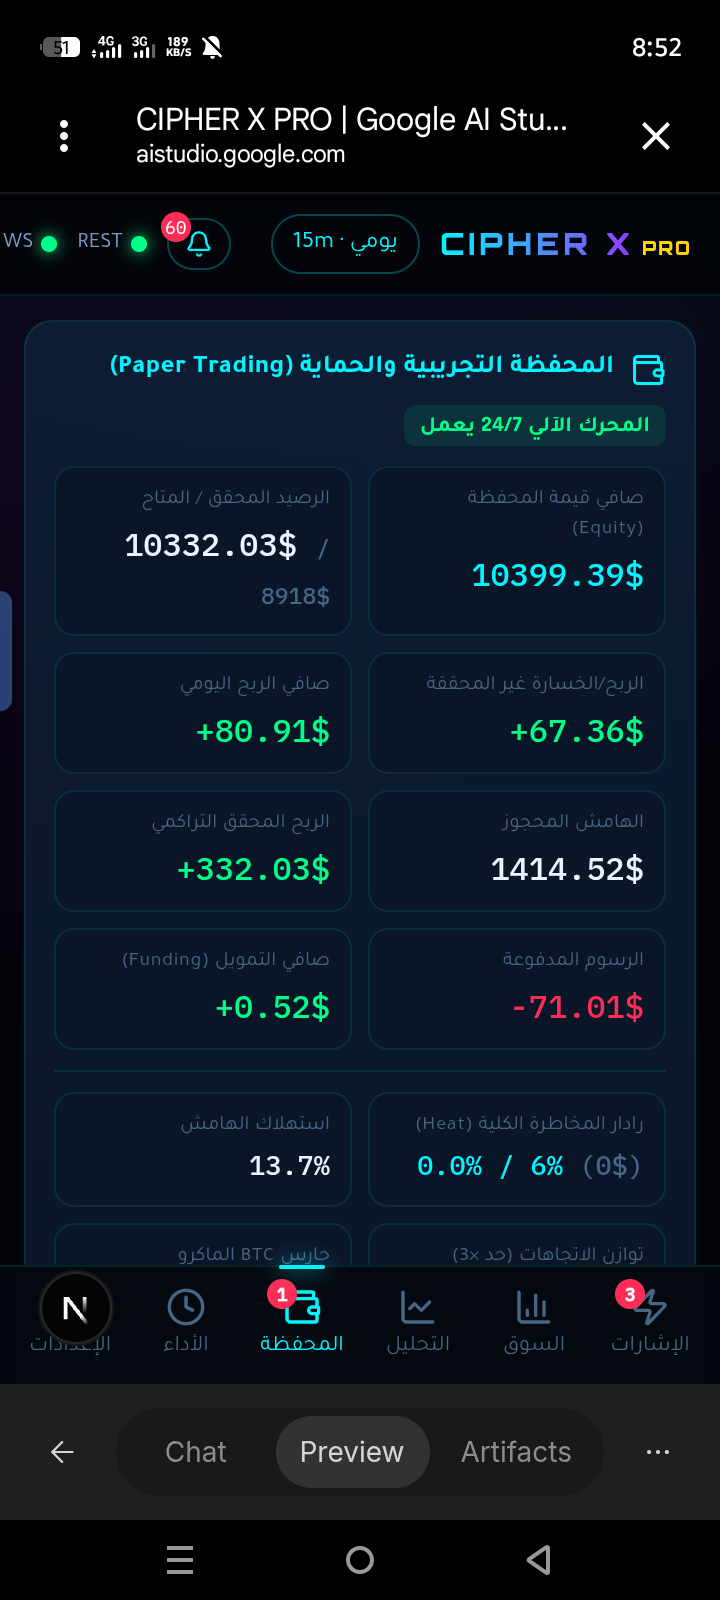 51 4G 3G 189 KB/S 8:52
CIPHER X PRO | Google AI Stu...
aistudio.google.com
CIPHER X PRO
يومي · 15m
60
REST
WS
المحفظة التجريبية والحماية (Paper Trading)
المحرك الآلي 24/7 يعمل
صافي قيمة المحفظة
(Equity)
10399.39$
الرصيد المحقق / المتاح
10332.03$ /
8918$
الربح/الخسارة غير المحققة
+67.36$
صافي الربح اليومي
+80.91$
الهامش المحجوز
1414.52$
الربح المحقق التراكمي
+332.03$
الرسوم المدفوعة
-71.01$
صافي التمويل (Funding)
+0.52$
رادار المخاطرة الكلية (Heat)
0.0% / 6% (0$)
استهلاك الهامش
13.7%
توازن الاتجاهات (حد 3×)
حارس BTC الماكرو
3
الإشارات
السوق
التحليل
1
المحفظة
الأداء
الإعدادات
N
Chat Preview Artifacts